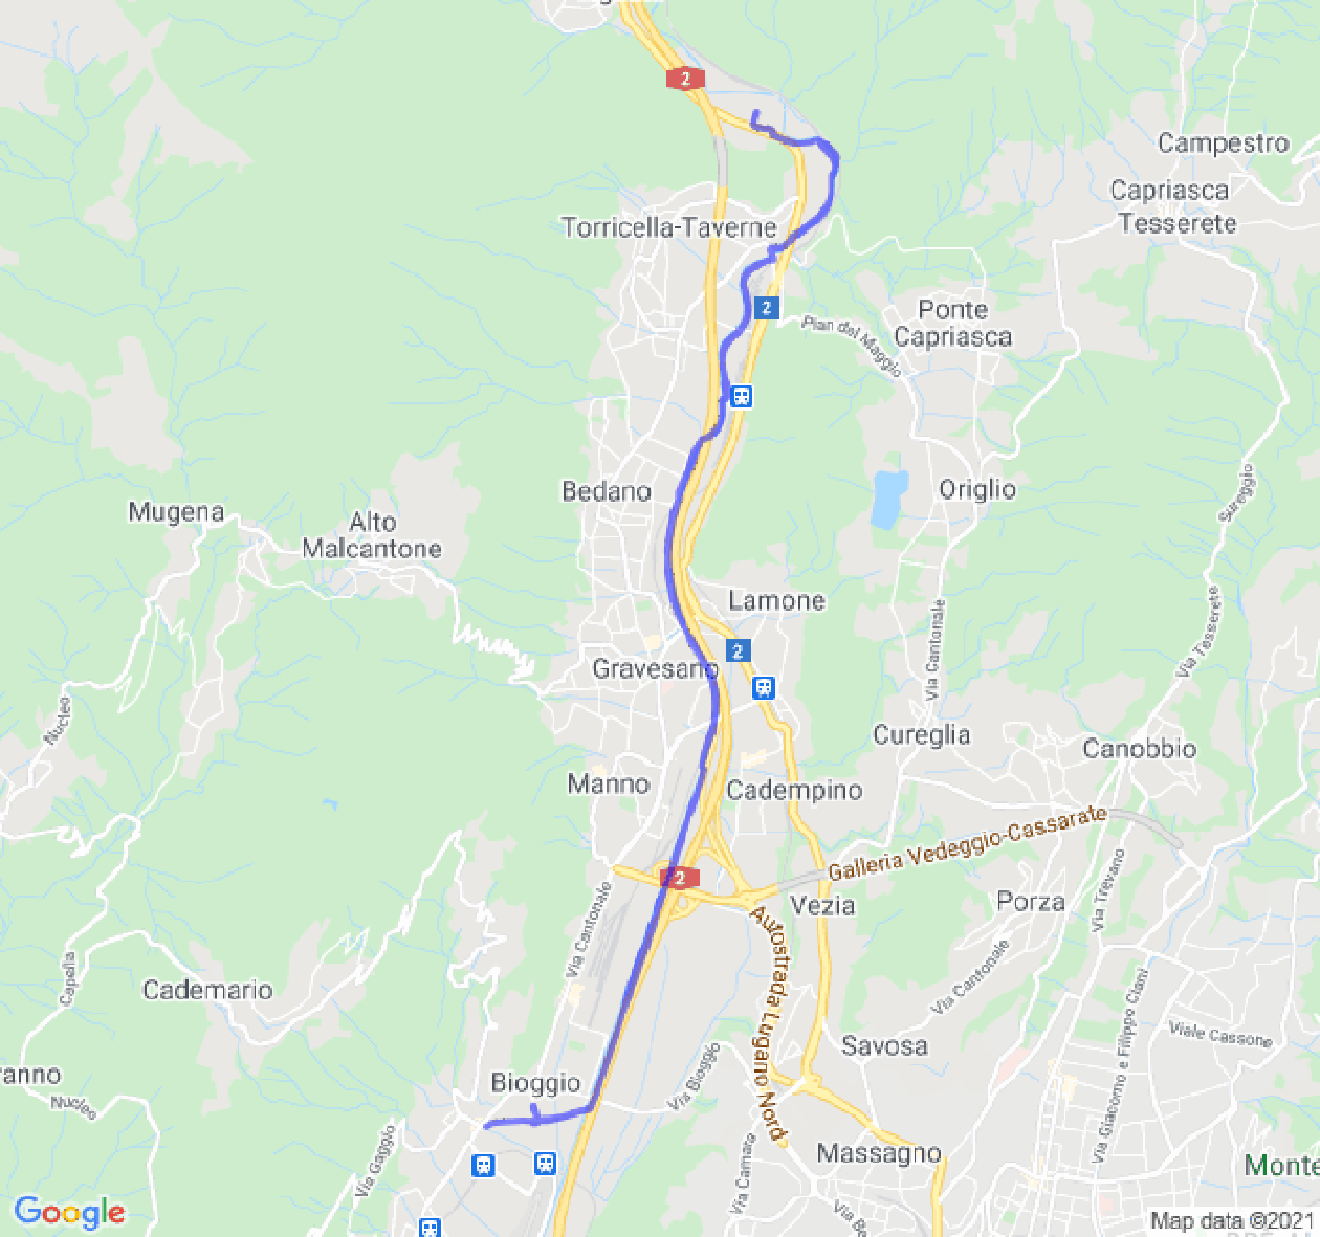 2
Campestro
Capriasca
Tesserete
Torricella-Taverne
2
Ponte
Capriasca
Pian del Maggio
Sureggio
Bedano
Origlio
Mugena
Alto
Malcantone
Lamone
Via Cantonale
Via Tesserete
2
Gravesano
Nucleo
Cureglia
Canobbio
Manno
Cadempino
Galleria Vedeggio-Cassarate
2
Vezia
Porza
Via Trevano
Via Cantonale
Autostrada Lugano Nord
Capella
Cademario
Via Cantonale
Via Giacomo e Filippo Ciani
Viale Cassone
Savosa
ranno
Nucleo
Bioggio
Via Bioggio
Via Gaggio
Massagno
Via Camara
Monte
Via Be
Google
Map data ©2021